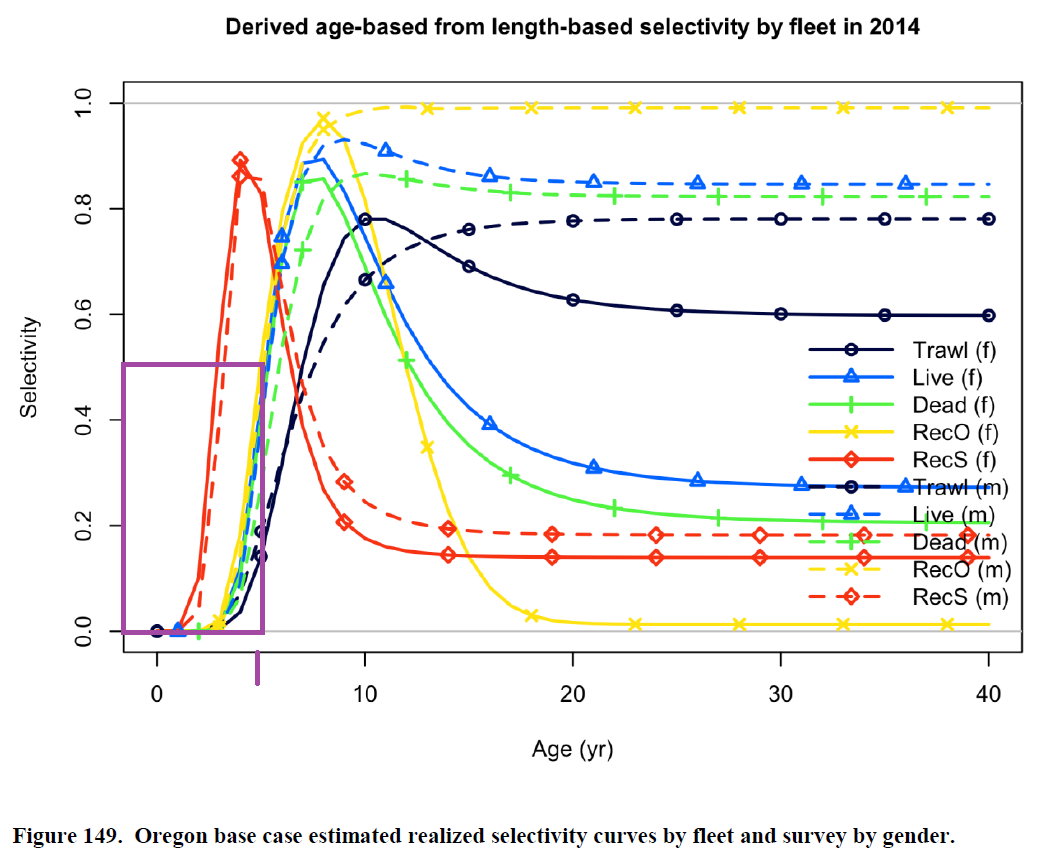 Derived age-based from length-based selectivity by fleet in 2014
1.0
0.8
0.6
0.4
0.2
0.0
Selectivity
Trawl (f)
Live (f)
Dead (f)
RecO (f)
RecS (f)
Trawl (m)
Live (m)
Dead (m)
RecO (m)
RecS (m)
0 10 20 30 40
Age (yr)
Figure 149. Oregon base case estimated realized selectivity curves by fleet and survey by gender.